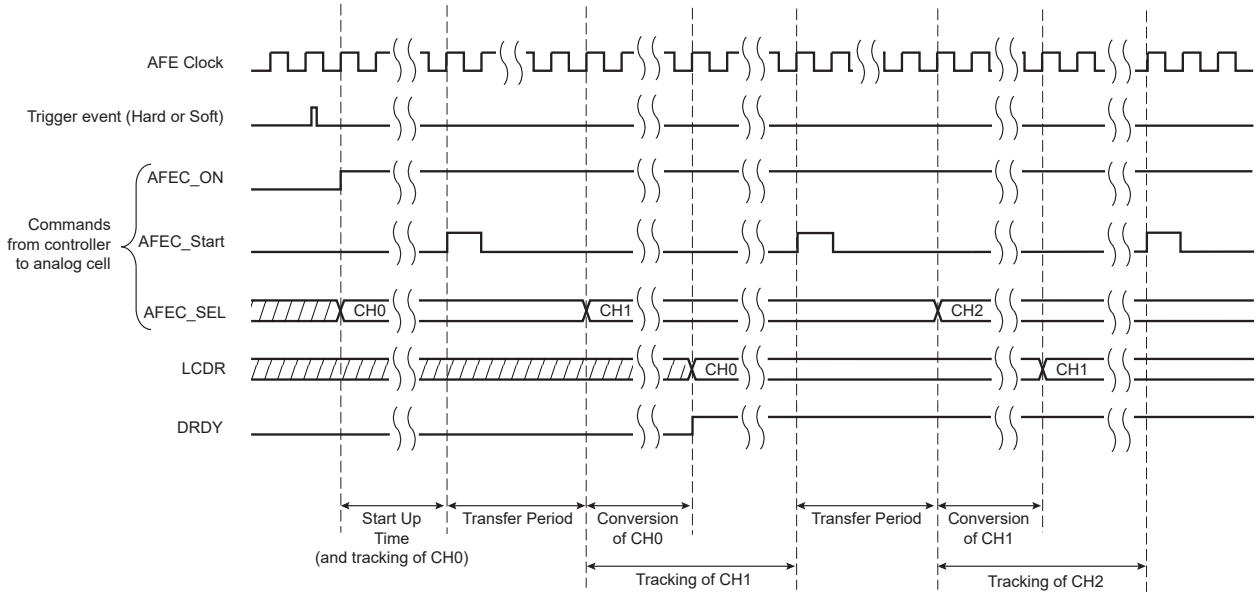 AFE Clock
Trigger event (Hard or Soft)
AFEC_ON
Commands
from controller
to analog cell
AFEC_Start
AFEC_SEL
CH0
CH1
CH2
LCDR
CH0
CH1
DRDY
Start Up
Time
(and tracking of CH0)
Transfer Period
Conversion
of CH0
Tracking of CH1
Transfer Period
Conversion
of CH1
Tracking of CH2